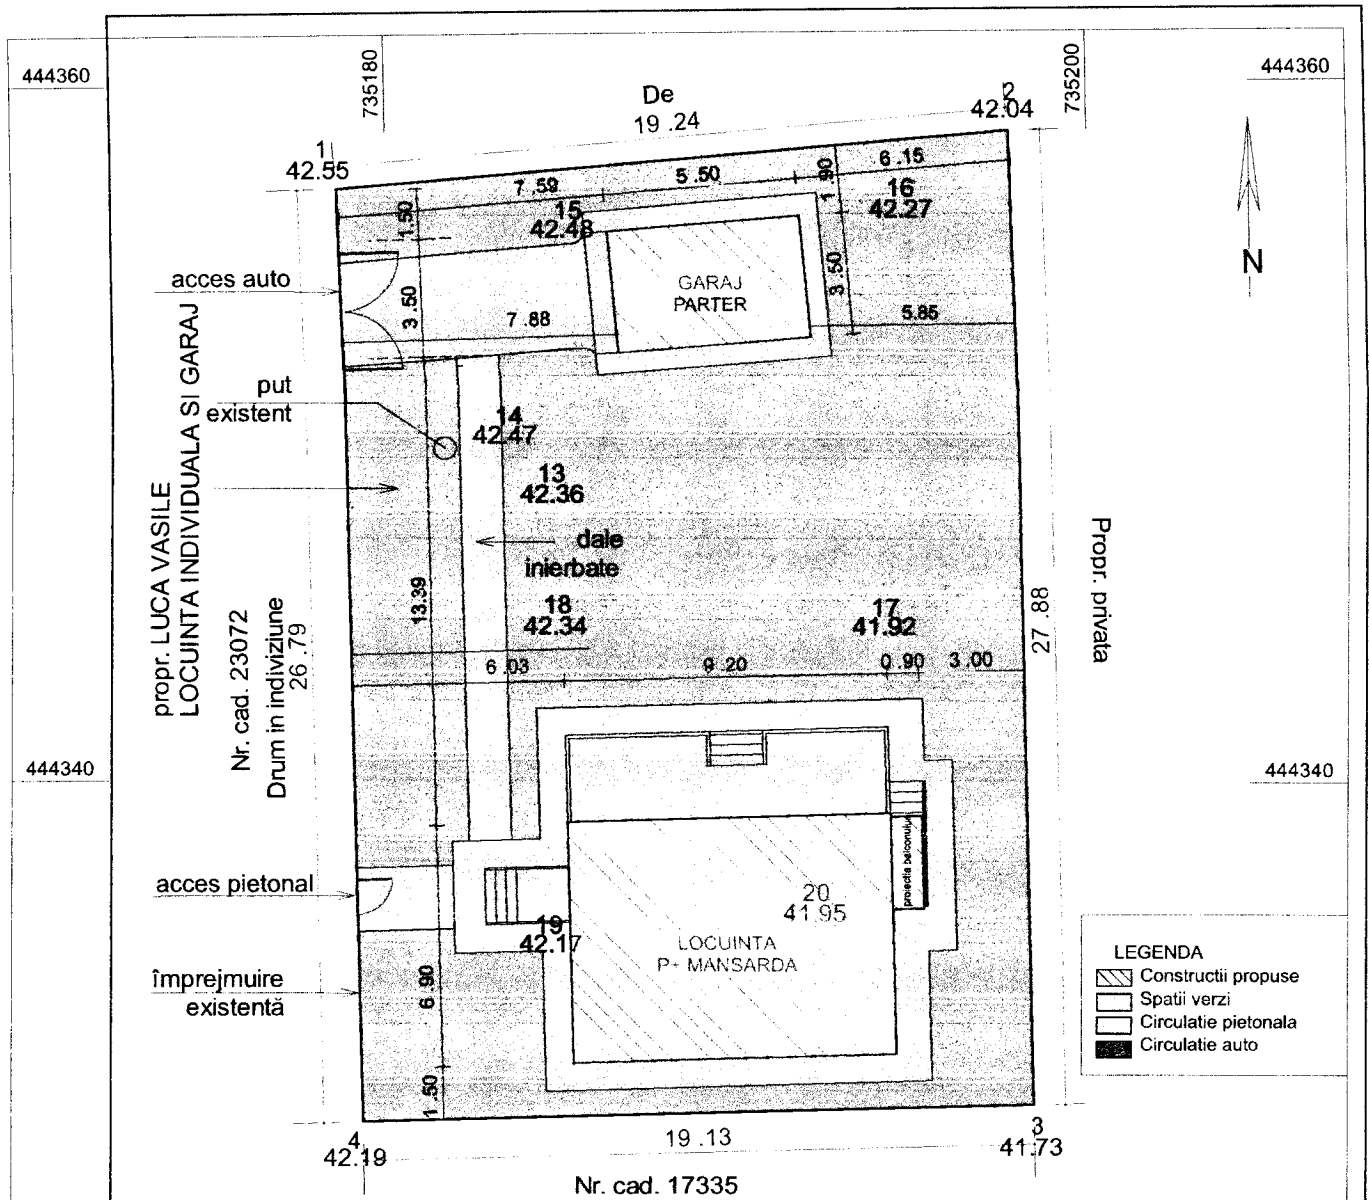 735180
735200
444360
444360
De
19 .24
2
42.04
1
42.55
6 .15
5 .50
7 .59
1 .90
16
42.27
15
42.48
1.50
acces auto
N
GARAJ
PARTER
3 .50
3 .50
7 .88
5.85
put
existent
14
42.47
13
42.36
propr. LUCA VASILE
LOCUINTA INDIVIDUALA SI GARAJ
dale
inierbate
Propr. privata
13.39
18
42.34
17
41.92
27 .88
Nr. cad. 23072
Drum in indiviziune
26 .79
6 .03
9 .20
0 .90
3 .00
444340
444340
proiectia balconului
acces pietonal
20
41.95
19
42.17
LOCUINTA
P+ MANSARDA
LEGENDA
Constructii propuse
Spatii verzi
Circulatie pietonala
Circulatie auto
împrejmuire
existentă
6 .90
1 .50
4
42.19
19 .13
3
41.73
Nr. cad. 17335